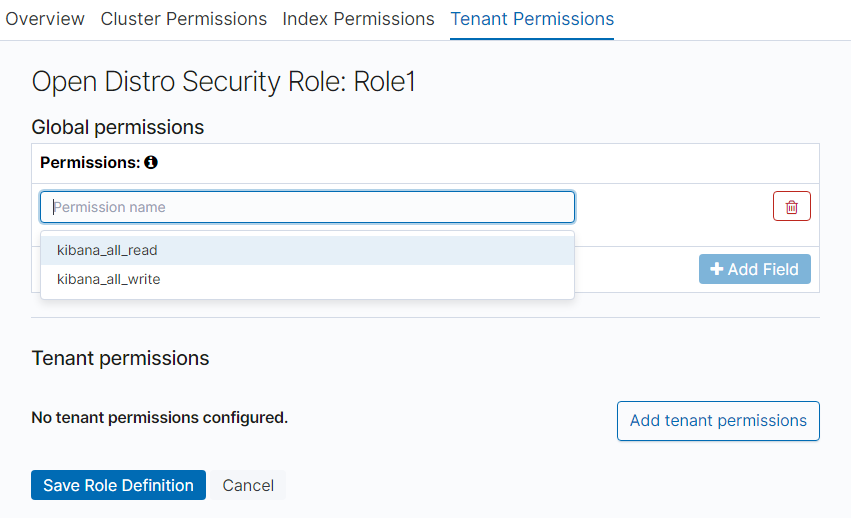 Overview Cluster Permissions Index Permissions Tenant Permissions
Open Distro Security Role: Role1
Global permissions
Permissions:
Permission name
kibana_all_read
kibana_all_write
Add Field
Tenant permissions
No tenant permissions configured.
Add tenant permissions
Save Role Definition Cancel